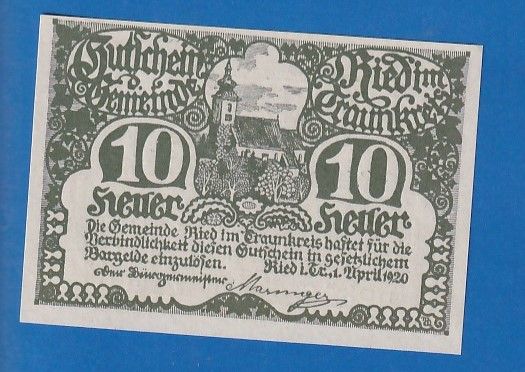 Gutschein
d.
Gemeinde
Ried im
Traunkreis
10
Heller
10
Heller
Die Gemeinde Ried im Traunkreis haftet für die
Verbindlichkeit diesen Gutschein in gesetzlichem
Bargelde einzulösen.
Ried i. Tr., 1. April 1920
Der Bürgermeister